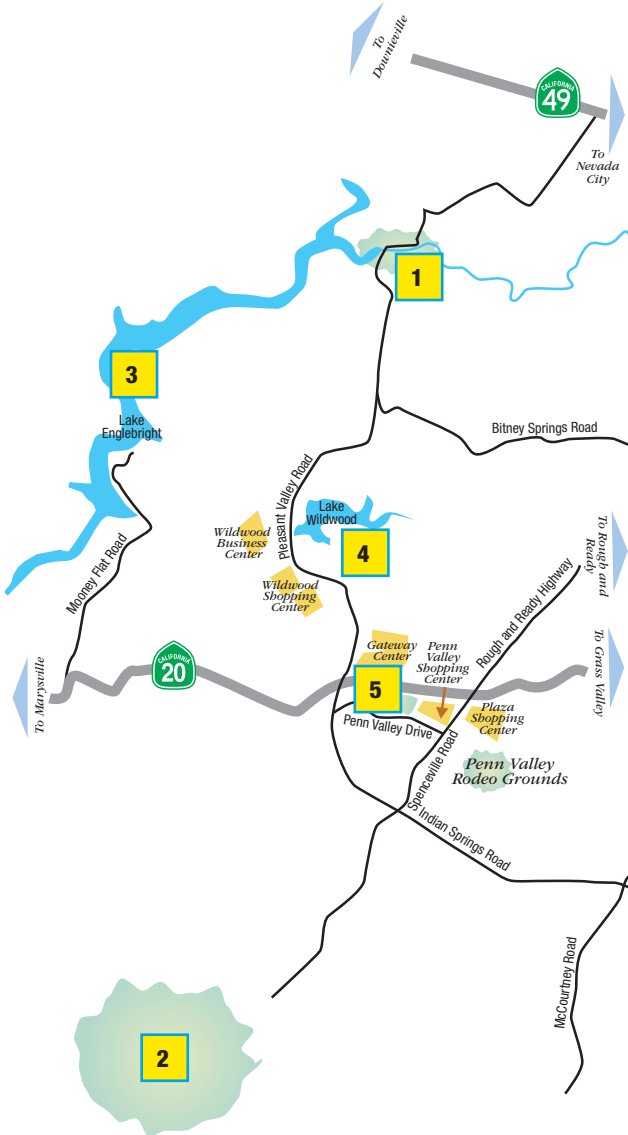 To
Downieville
CALIFORNIA
49
To
Nevada
City
1
3
Lake
Englebright
Bitney Springs Road
Pleasant Valley Road
Lake
Wildwood
Wildwood
Business
Center
4
To Rough and
Ready
Mooney Flat Road
Wildwood
Shopping
Center
Rough and Ready Highway
Gateway
Center
Penn
Valley
Shopping
Center
To Grass Valley
CALIFORNIA
20
To Marysville
5
Plaza
Shopping
Center
Penn Valley Drive
Spenceville Road
Penn Valley
Rodeo Grounds
Indian Springs Road
McCourtney Road
2